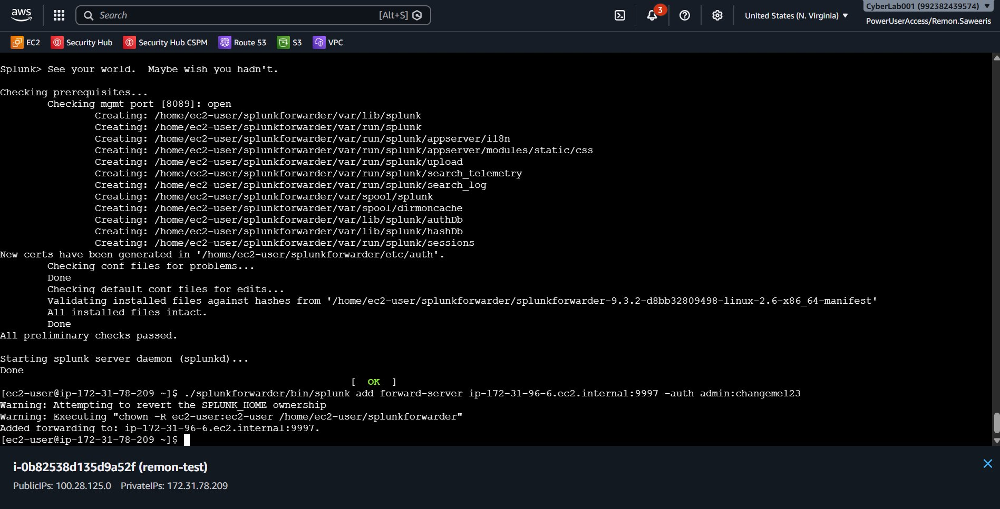 aws
Search [Alt+S]
3
United States (N. Virginia) ▼
CyberLab001 (992382439574) ▼
PowerUserAccess/Remon.Saweeris
EC2 Security Hub Security Hub CSPM Route 53 S3 VPC
Splunk> See your world.  Maybe wish you hadn't.
Checking prerequisites...
Checking mgmt port [8089]: open
Creating: /home/ec2-user/splunkforwarder/var/lib/splunk
Creating: /home/ec2-user/splunkforwarder/var/run/splunk
Creating: /home/ec2-user/splunkforwarder/var/run/splunk/appserver/i18n
Creating: /home/ec2-user/splunkforwarder/var/run/splunk/appserver/modules/static/css
Creating: /home/ec2-user/splunkforwarder/var/run/splunk/upload
Creating: /home/ec2-user/splunkforwarder/var/run/splunk/search_telemetry
Creating: /home/ec2-user/splunkforwarder/var/run/splunk/search_log
Creating: /home/ec2-user/splunkforwarder/var/spool/splunk
Creating: /home/ec2-user/splunkforwarder/var/spool/dirmoncache
Creating: /home/ec2-user/splunkforwarder/var/lib/splunk/authDb
Creating: /home/ec2-user/splunkforwarder/var/lib/splunk/hashDb
Creating: /home/ec2-user/splunkforwarder/var/run/splunk/sessions
New certs have been generated in '/home/ec2-user/splunkforwarder/etc/auth'.
Checking conf files for problems...
Done
Checking default conf files for edits...
Validating installed files against hashes from '/home/ec2-user/splunkforwarder/splunkforwarder-9.3.2-d8bb32809498-linux-2.6-x86_64-manifest'
All installed files intact.
Done
All preliminary checks passed.
Starting splunk server daemon (splunkd)...
Done
[  OK  ]
[ec2-user@ip-172-31-78-209 ~]$ ./splunkforwarder/bin/splunk add forward-server ip-172-31-96-6.ec2.internal:9997 -auth admin:changeme123
Warning: Attempting to revert the SPLUNK_HOME ownership
Warning: Executing "chown -R ec2-user:ec2-user /home/ec2-user/splunkforwarder"
Added forwarding to: ip-172-31-96-6.ec2.internal:9997.
[ec2-user@ip-172-31-78-209 ~]$
i-0b82538d135d9a52f (remon-test)
PublicIPs: 100.28.125.0 PrivateIPs: 172.31.78.209